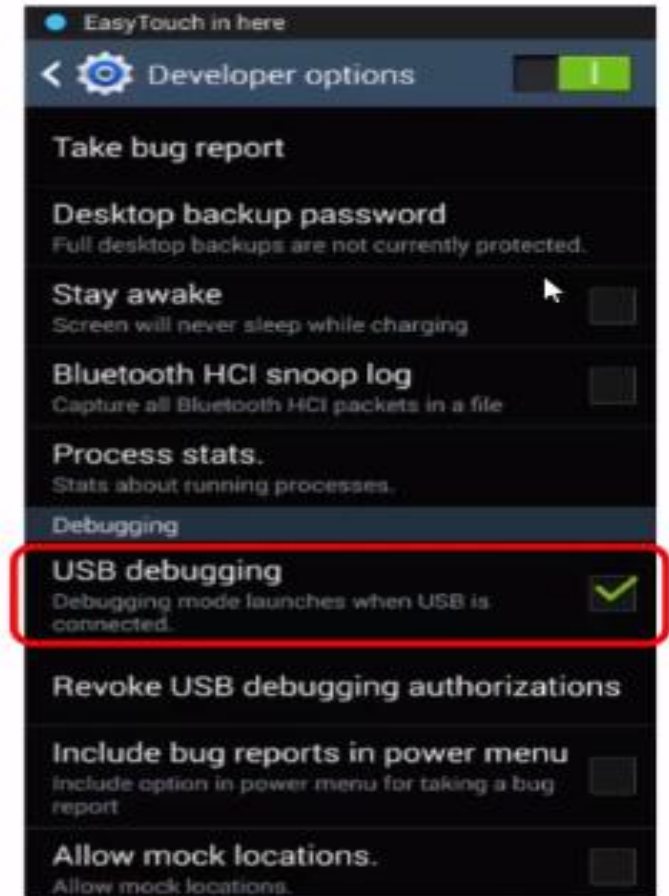 EasyTouch in here
Developer options
Take bug report
Desktop backup password
Full desktop backups are not currently protected.
Stay awake
Screen will never sleep while charging
Bluetooth HCI snoop log
Capture all Bluetooth HCI packets in a file
Process stats.
Stats about running processes.
Debugging
USB debugging
Debugging mode launches when USB is
connected.
Revoke USB debugging authorizations
Include bug reports in power menu
Include option in power menu for taking a bug
report
Allow mock locations.
Allow mock locations.